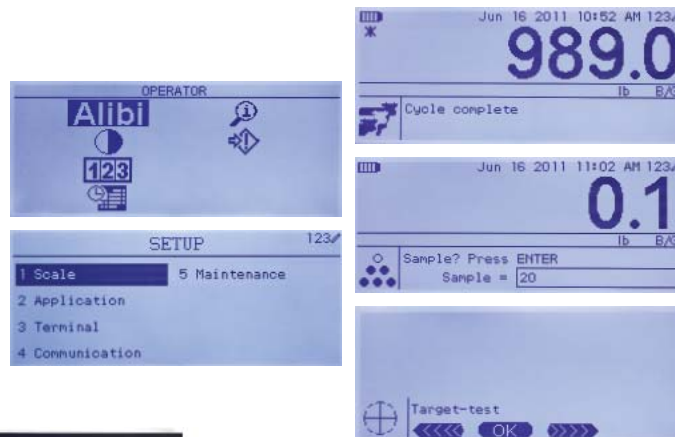 OPERATOR
Alibi
123
SETUP
123
1 Scale
5 Maintenance
2 Application
3 Terminal
4 Communication
Jun 16 2011 10:52 AM 123
989.0
lb B/G
Cycle complete
Jun 16 2011 11:02 AM 123
0.1
lb B/G
Sample? Press ENTER
Sample = 20
Target-test
OK